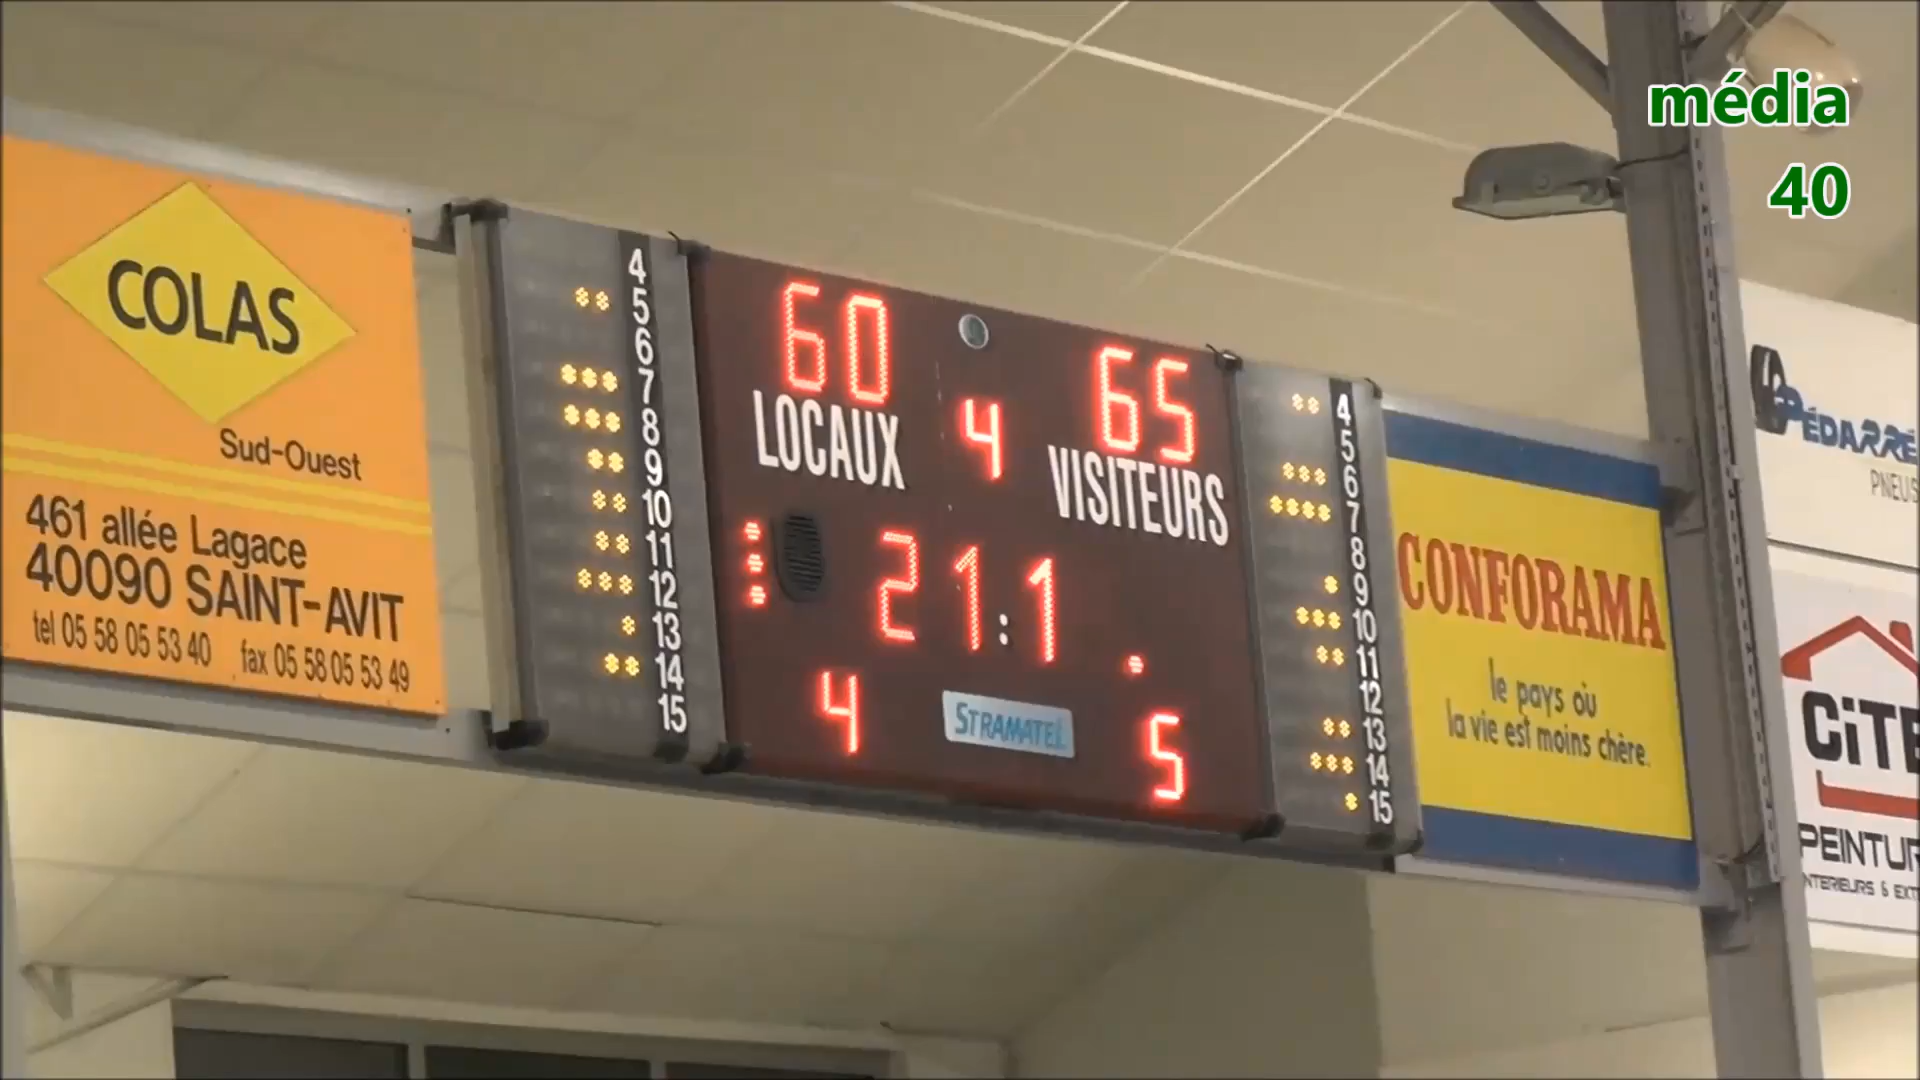 média
40
COLAS
Sud-Ouest
461 allée Lagace
40090 SAINT-AVIT
tel 05 58 05 53 40 fax 05 58 05 53 49
4
5
6
7
8
9
10
11
12
13
14
15
60 65
LOCAUX 4 VISITEURS
21:1
4 STRAMATEL 5
4
5
6
7
8
9
10
11
12
13
14
15
CONFORAMA
le pays où
la vie est moins chère.
PÉDARRÉ
PNEUS
CiTE
PEINTUR
INTERIEURS & EXT